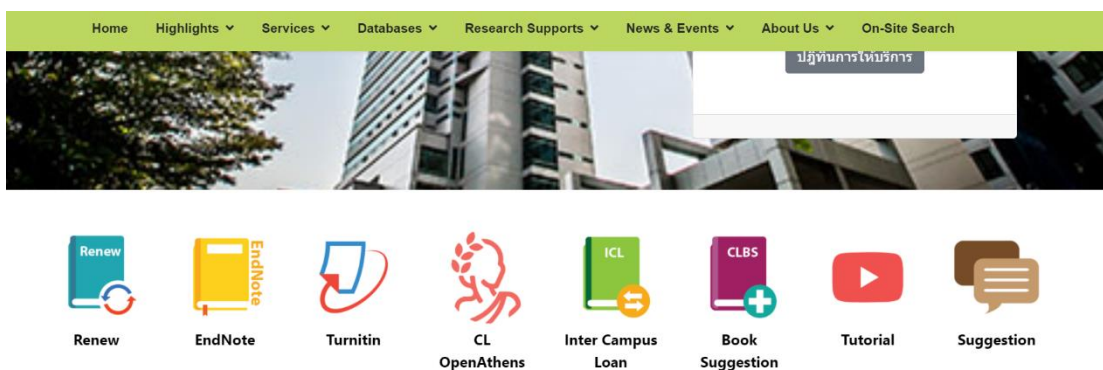 Home Highlights Services Databases Research Supports News & Events About Us On-Site Search
ปฏิทินการให้บริการ
Renew
EndNote
ICL
CLBS
Renew
EndNote
Turnitin
CL
OpenAthens
Inter Campus
Loan
Book
Suggestion
Tutorial
Suggestion